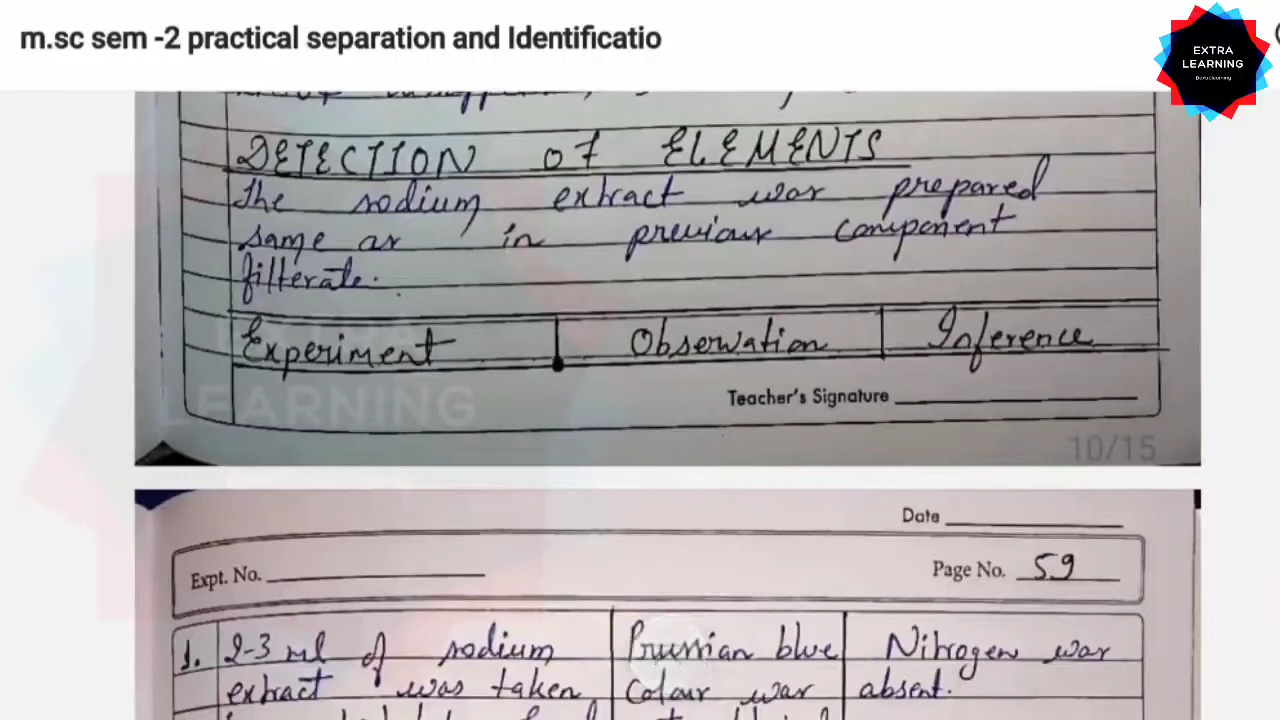 m.sc sem -2 practical separation and Identificatio
EXTRA
LEARNING
DETECTION of ELEMENTS
The sodium extract was prepared
same as in previous component
filterate.
Experiment Observation Inference
Teacher's Signature
EXTRA
LEARNING
10/15
Date
Expt. No. Page No. 59
1. 2-3 ml of sodium Prussian blue Nitrogen was
extract was taken colour was absent.